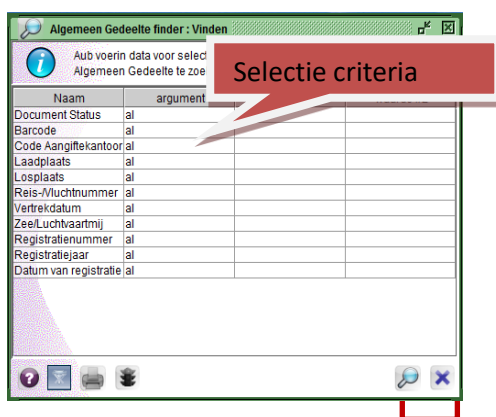 Algemeen Gedeelte finder : Vinden
Aub voerin data voor select
Algemeen Gedeelte te zoe
Selectie criteria
Naam argument
Document Status al
Barcode al
Code Aangiftekantoor al
Laadplaats al
Losplaats al
Reis-/Vluchtnummer al
Vertrekdatum al
Zee/Luchtvaartmij al
Registratienummer al
Registratiejaar al
Datum van registratie al